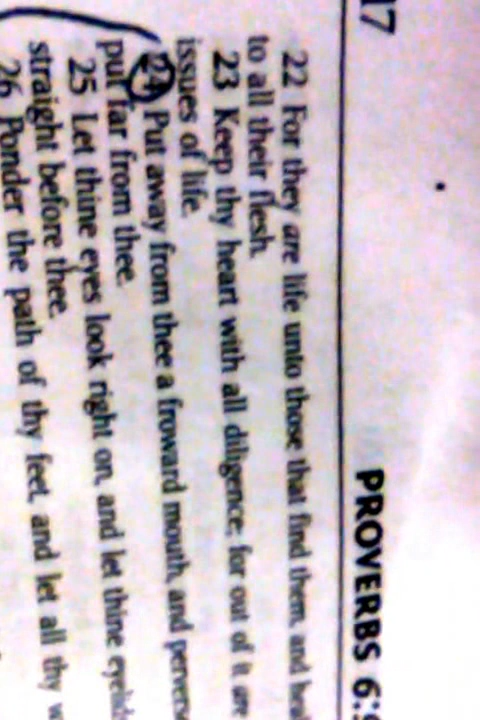 17
PROVERBS 6:
22 For they are life unto those that find them, and
to all their flesh.
23 Keep thy heart with all diligence; for out of it are
issues of life.
24 Put away from thee a froward mouth, and
put far from thee.
25 Let thine eyes look right on, and let thine
straight before thee.
26 Ponder the path of thy feet, and let all thy